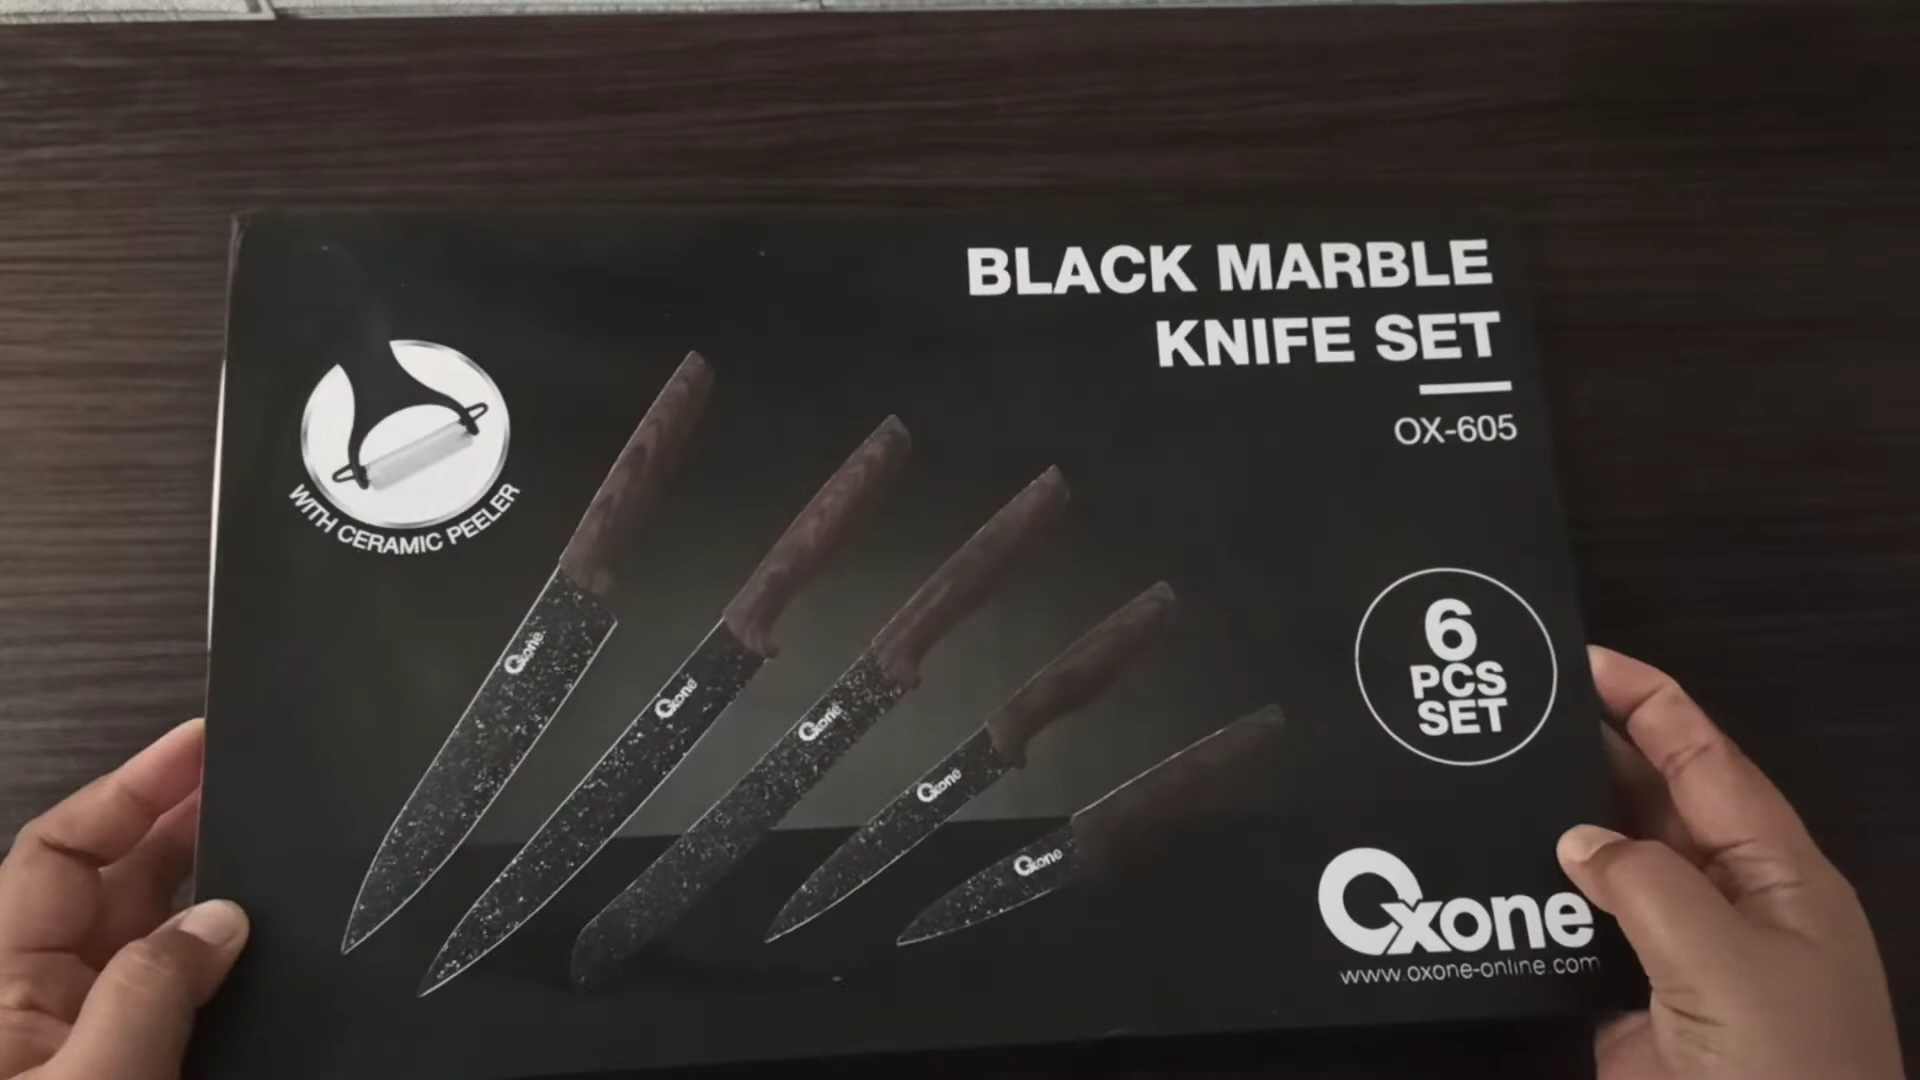 BLACK MARBLE
KNIFE SET
OX-605
WITH CERAMIC PEELER
Oxone
Oxone
Oxone
Oxone
Oxone
6
PCS
SET
Oxone
www.oxone-online.com